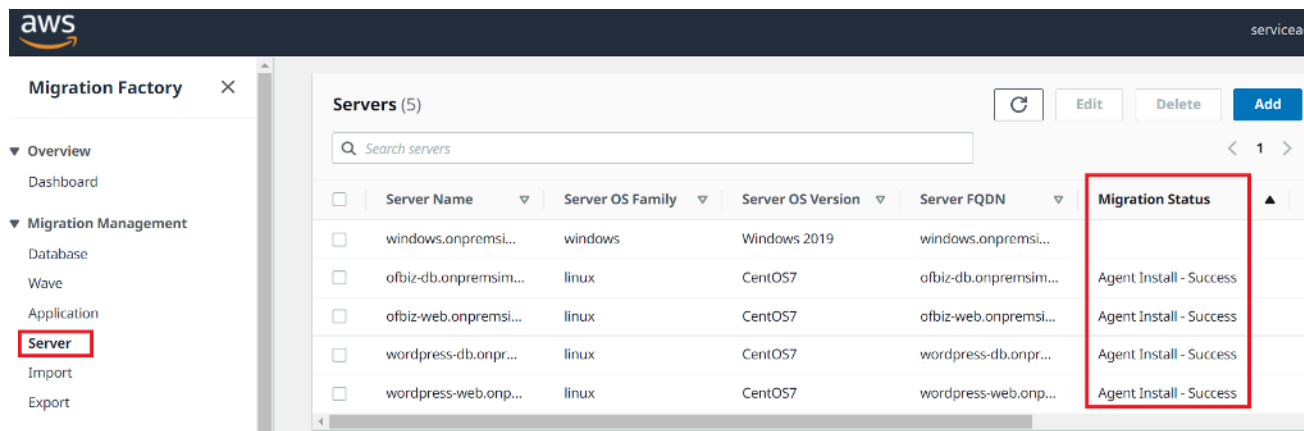 aws
servicea
Migration Factory
Overview
Dashboard
Migration Management
Database
Wave
Application
Server
Import
Export
Servers (5)
Edit Delete Add
Search servers
1
Server Name Server OS Family Server OS Version Server FQDN Migration Status
windows.onpremsi... windows Windows 2019 windows.onpremsi...
ofbiz-db.onpremsim... linux CentOS7 ofbiz-db.onpremsim... Agent Install - Success
ofbiz-web.onpremsi... linux CentOS7 ofbiz-web.onpremsi... Agent Install - Success
wordpress-db.onpr... linux CentOS7 wordpress-db.onpr... Agent Install - Success
wordpress-web.onp... linux CentOS7 wordpress-web.onp... Agent Install - Success